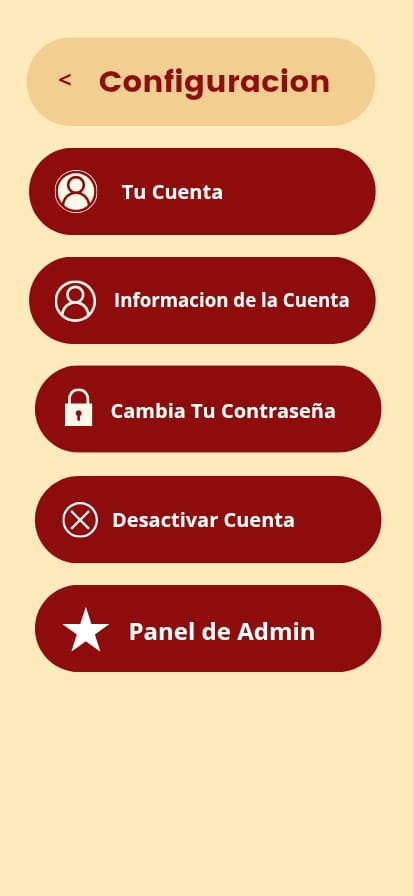 < Configuracion
Tu Cuenta
Informacion de la Cuenta
Cambia Tu Contraseña
Desactivar Cuenta
Panel de Admin